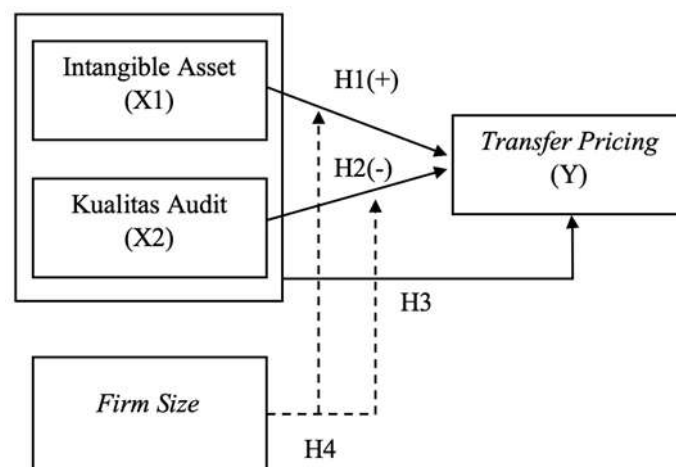 Intangible Asset
(X1)
H1(+)
Transfer Pricing
(Y)
H2(-)
Kualitas Audit
(X2)
H3
Firm Size
H4